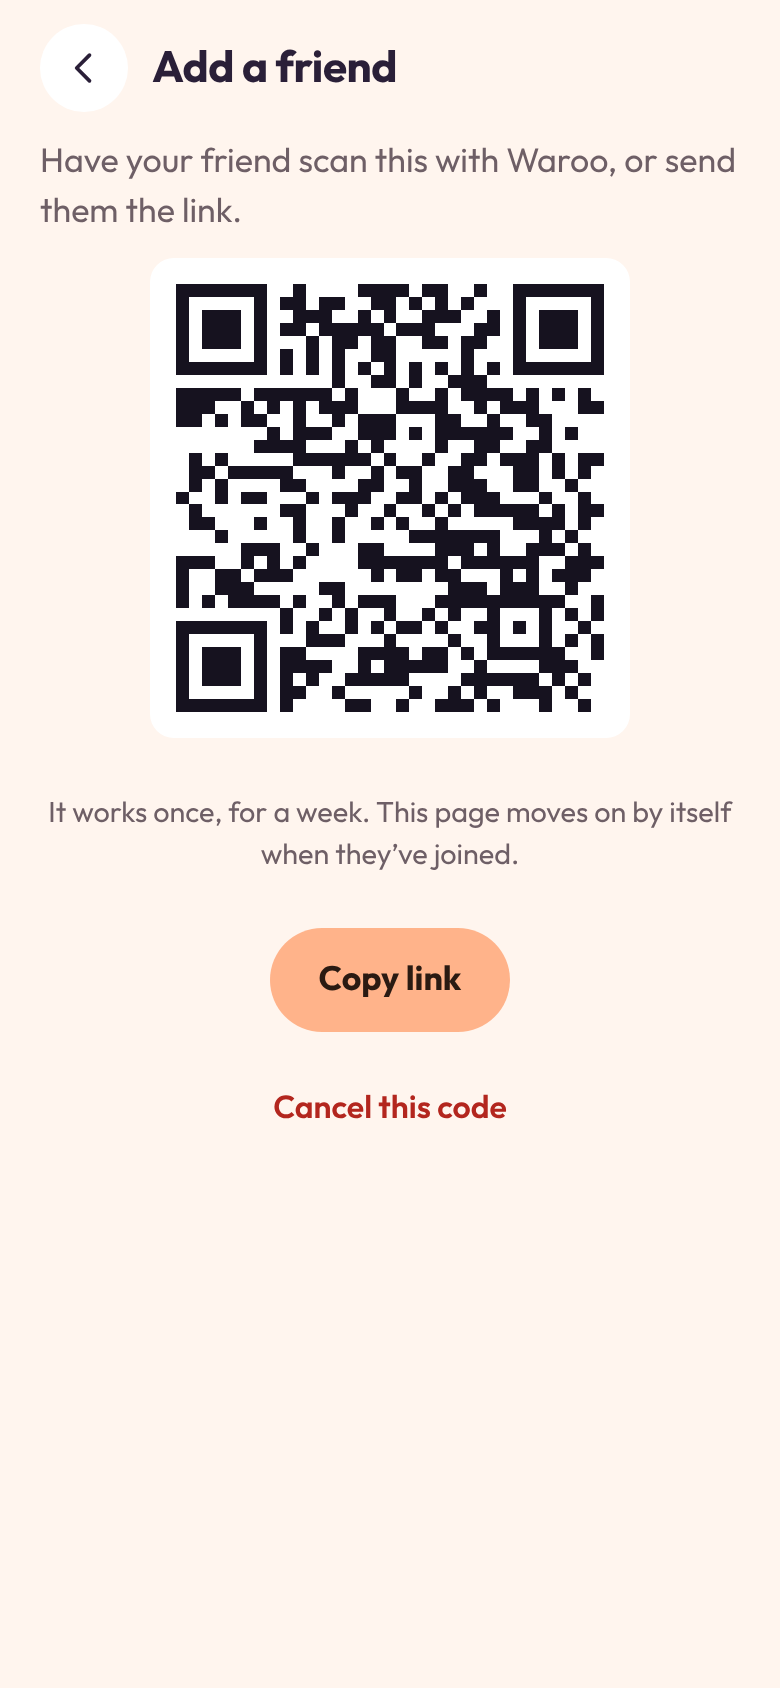 Add a friend
Have your friend scan this with Waroo, or send
them the link.
It works once, for a week. This page moves on by itself
when they’ve joined.
Copy link
Cancel this code